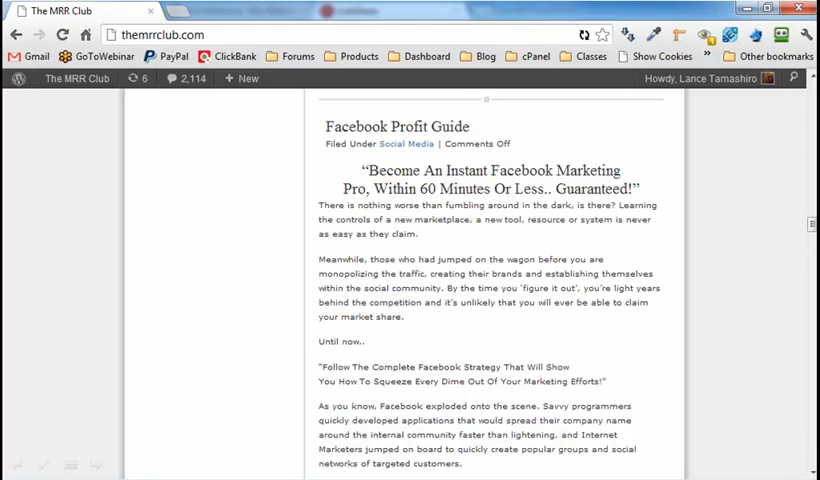 The MRR Club
themrrclub.com
Gmail GoToWebinar PayPal ClickBank Forums Products Dashboard Blog cPanel Classes » Show Cookies Other bookmarks
The MRR Club 6 2,114 + New Howdy, Lance Tamashiro
Facebook Profit Guide
Filed Under Social Media | Comments Off
“Become An Instant Facebook Marketing
Pro, Within 60 Minutes Or Less.. Guaranteed!”
There is nothing worse than fumbling around in the dark, is there? Learning
the controls of a new marketplace, a new tool, resource or system is never
as easy as they claim.
Meanwhile, those who had jumped on the wagon before you are
monopolizing the traffic, creating their brands and establishing themselves
within the social community. By the time you ‘figure it out’, you’re light years
behind the competition and it’s unlikely that you will ever be able to claim
your market share.
Until now..
“Follow The Complete Facebook Strategy That Will Show
You How To Squeeze Every Dime Out Of Your Marketing Efforts!”
As you know, Facebook exploded onto the scene. Savvy programmers
quickly developed applications that would spread their company name
around the internal community faster than lightening, and Internet
Marketers jumped on board to quickly create popular groups and social
networks of targeted customers.